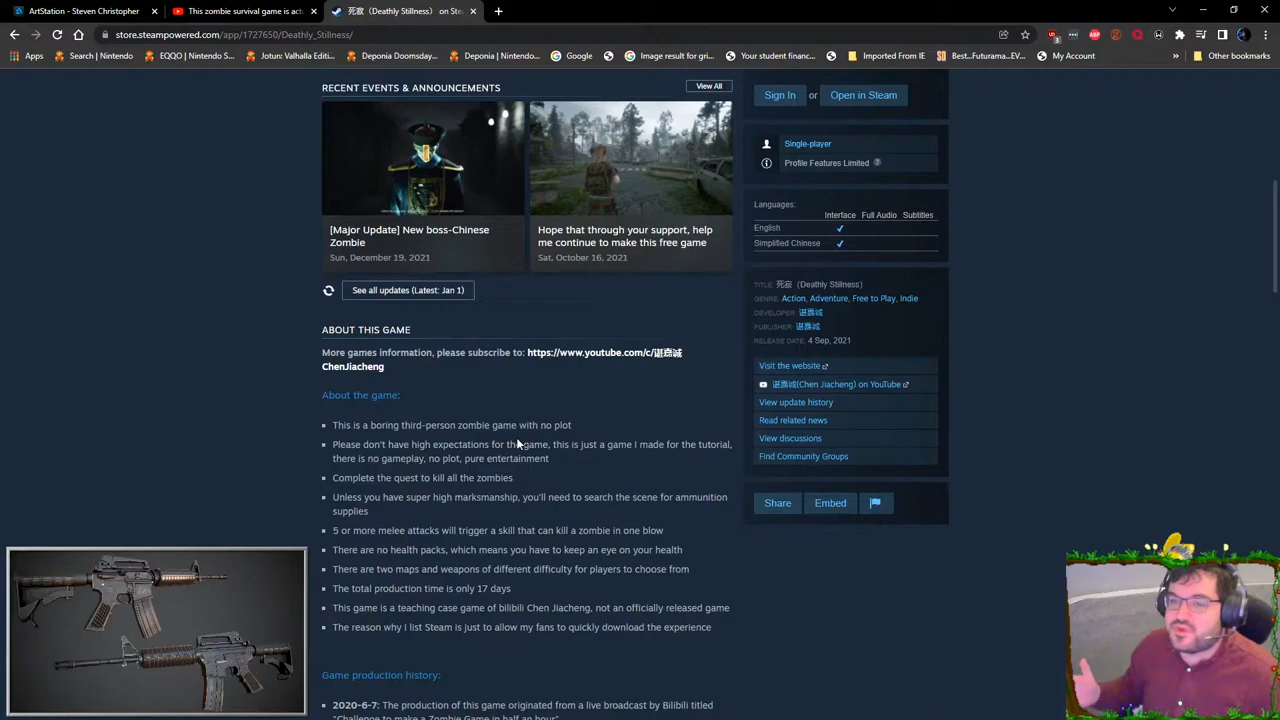 ArtStation - Steven Christopher
This zombie survival game is act
死寂（Deathly Stillness） on Ste
store.steampowered.com/app/1727650/Deathly_Stillness/
Apps
Search | Nintendo
EQQO | Nintendo S...
Jotun: Valhalla Editi...
Deponia Doomsday...
Deponia | Nintendo...
Google
Image result for gri...
Your student financ...
Imported From IE
Best...Futurama...EV...
My Account
»
Other bookmarks
RECENT EVENTS & ANNOUNCEMENTS
View All
[Major Update] New boss-Chinese
Zombie
Sun, December 19, 2021
Hope that through your support, help
me continue to make this free game
Sat, October 16, 2021
See all updates (Latest: Jan 1)
ABOUT THIS GAME
More games information, please subscribe to: https://www.youtube.com/c/谌嘉诚
ChenJiacheng
About the game:
This is a boring third-person zombie game with no plot
Please don't have high expectations for the game, this is just a game I made for the tutorial,
there is no gameplay, no plot, pure entertainment
Complete the quest to kill all the zombies
Unless you have super high marksmanship, you'll need to search the scene for ammunition
supplies
5 or more melee attacks will trigger a skill that can kill a zombie in one blow
There are no health packs, which means you have to keep an eye on your health
There are two maps and weapons of different difficulty for players to choose from
The total production time is only 17 days
This game is a teaching case game of bilibili Chen Jiacheng, not an officially released game
The reason why I list Steam is just to allow my fans to quickly download the experience
Game production history:
2020-6-7: The production of this game originated from a live broadcast by Bilibili titled
"Challenge to make a Zombie Game in half an hour"
Sign In or Open in Steam
Single-player
Profile Features Limited ?
Languages:
Interface Full Audio Subtitles
English ✔
Simplified Chinese ✔
TITLE: 死寂（Deathly Stillness）
GENRE: Action, Adventure, Free to Play, Indie
DEVELOPER: 谌嘉诚
PUBLISHER: 谌嘉诚
RELEASE DATE: 4 Sep, 2021
Visit the website
谌嘉诚(Chen Jiacheng) on YouTube
View update history
Read related news
View discussions
Find Community Groups
Share
Embed